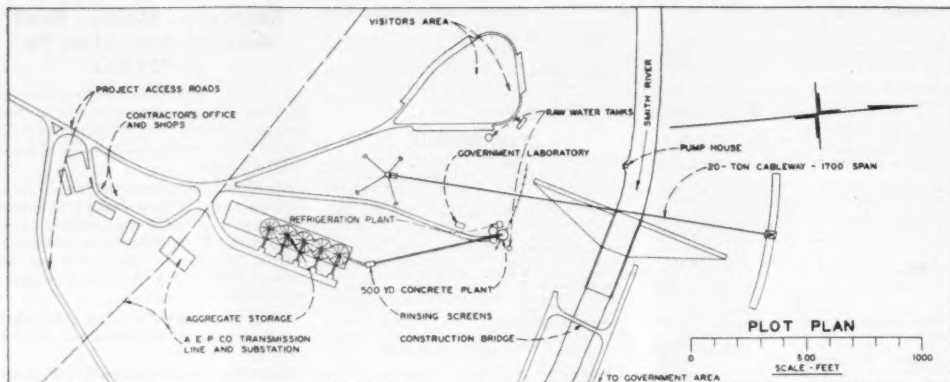 VISITORS AREA
PROJECT ACCESS ROADS
CONTRACTOR'S OFFICE
AND SHOPS
RAW WATER TANKS
GOVERNMENT LABORATORY
SMITH RIVER
PUMP HOUSE
20-TON CABLEWAY - 1700' SPAN
REFRIGERATION PLANT
500 YD CONCRETE PLANT
RINSING SCREENS
AGGREGATE STORAGE
A E P CO TRANSMISSION
LINE AND SUBSTATION
CONSTRUCTION BRIDGE
PLOT PLAN
0 500 1000
SCALE - FEET
TO GOVERNMENT AREA